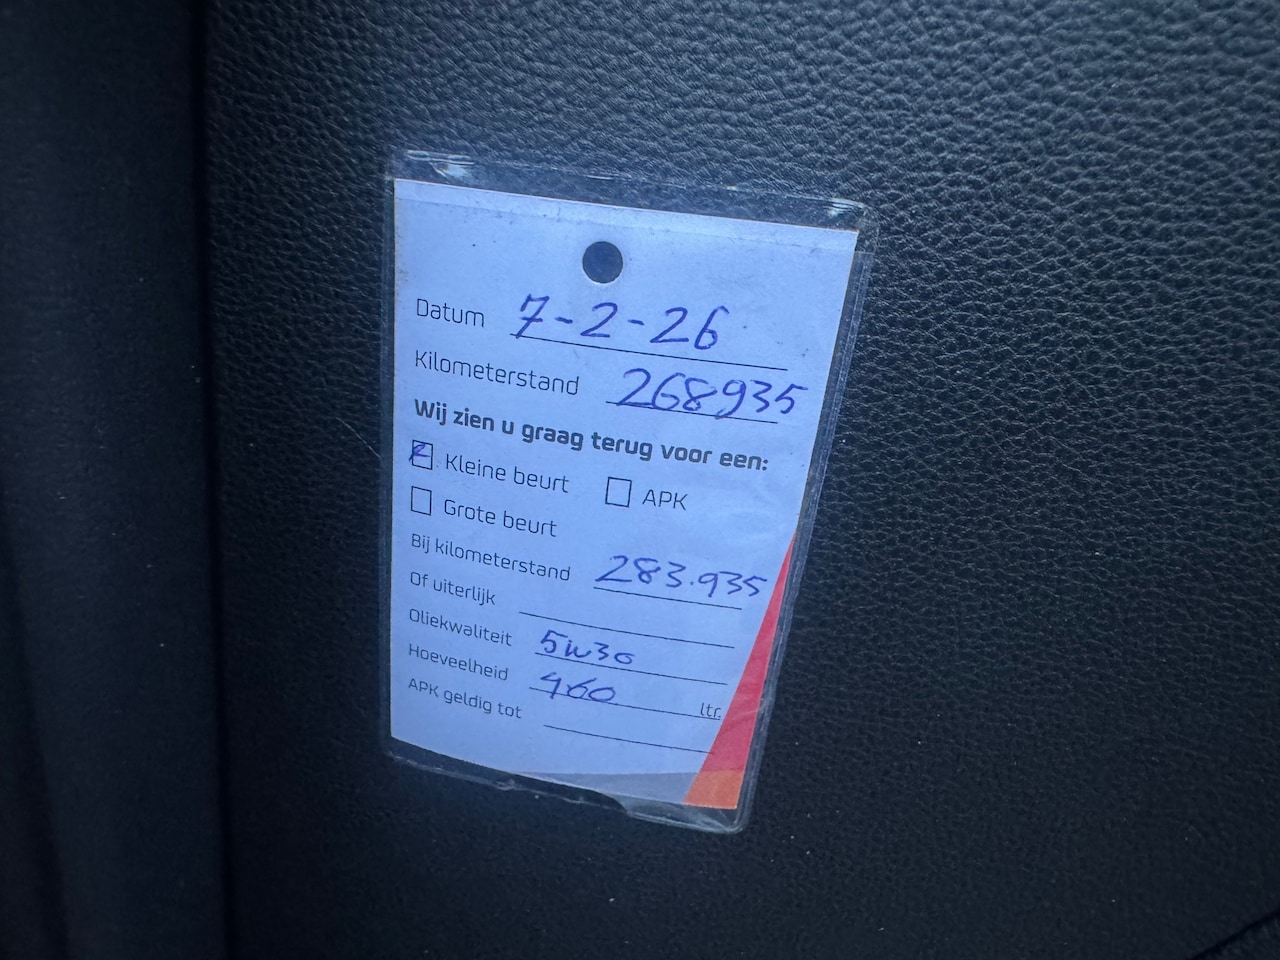 Datum 7-2-26
Kilometerstand 268935
Wij zien u graag terug voor een:
Kleine beurt APK
Grote beurt
Bij kilometerstand 283.935
Of uiterlijk
Oliekwaliteit 5w30
Hoeveelheid 460 ltr.
APK geldig tot